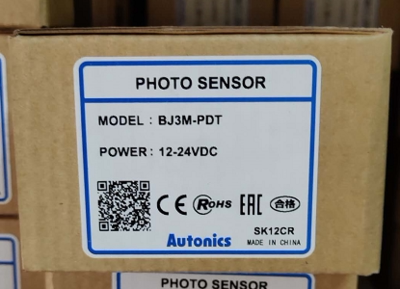 PHOTO SENSOR
MODEL : BJ3M-PDT
POWER: 12-24VDC
CE RoHS EAC 合格
SK12CR
Autonics MADE IN CHINA
PHOTO SENSOR